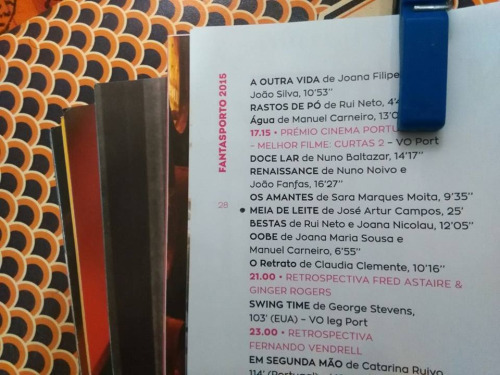 FANTASPORTO 2015
28
A OUTRA VIDA de Joana Filipe
João Silva, 10'53''
RASTOS DE PÓ de Rui Neto,
Água de Manuel Carneiro,
17.15 • PRÉMIO CINEMA
– MELHOR FILME: CURTAS 2 – VO Port
DOCE LAR de Nuno Baltazar, 14'17''
RENAISSANCE de Nuno Noivo e
João Fanfas, 16'27''
OS AMANTES de Sara Marques Moita, 9'35''
• MEIA DE LEITE de José Artur Campos, 25'
BESTAS de Rui Neto e Joana Nicolau, 12'05''
OOBE de Joana Maria Sousa e
Manuel Carneiro, 6'55''
O Retrato de Claudia Clemente, 10'16''
21.00 • RETROSPECTIVA FRED ASTAIRE &
GINGER ROGERS
SWING TIME de George Stevens,
103' (EUA) – VO leg Port
23.00 • RETROSPECTIVA
FERNANDO VENDRELL
EM SEGUNDA MÃO de Catarina Ruivo